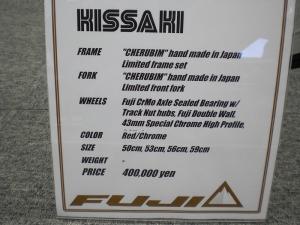 KISSAKI
FRAME "CHERUBIM" hand made in Japan
Limited frame set
FORK "CHERUBIM" hand made in Japan
Limited front fork
WHEELS Fuji CrMe Axle Sealed Bearing w/
Track Nut hubs, Fuji Double Wall,
43mm Special Chrome High Profile,
COLOR Red/Chrome
SIZE 50cm, 53cm, 56cm, 59cm
WEIGHT -
PRICE 400,000 yen
FUJI